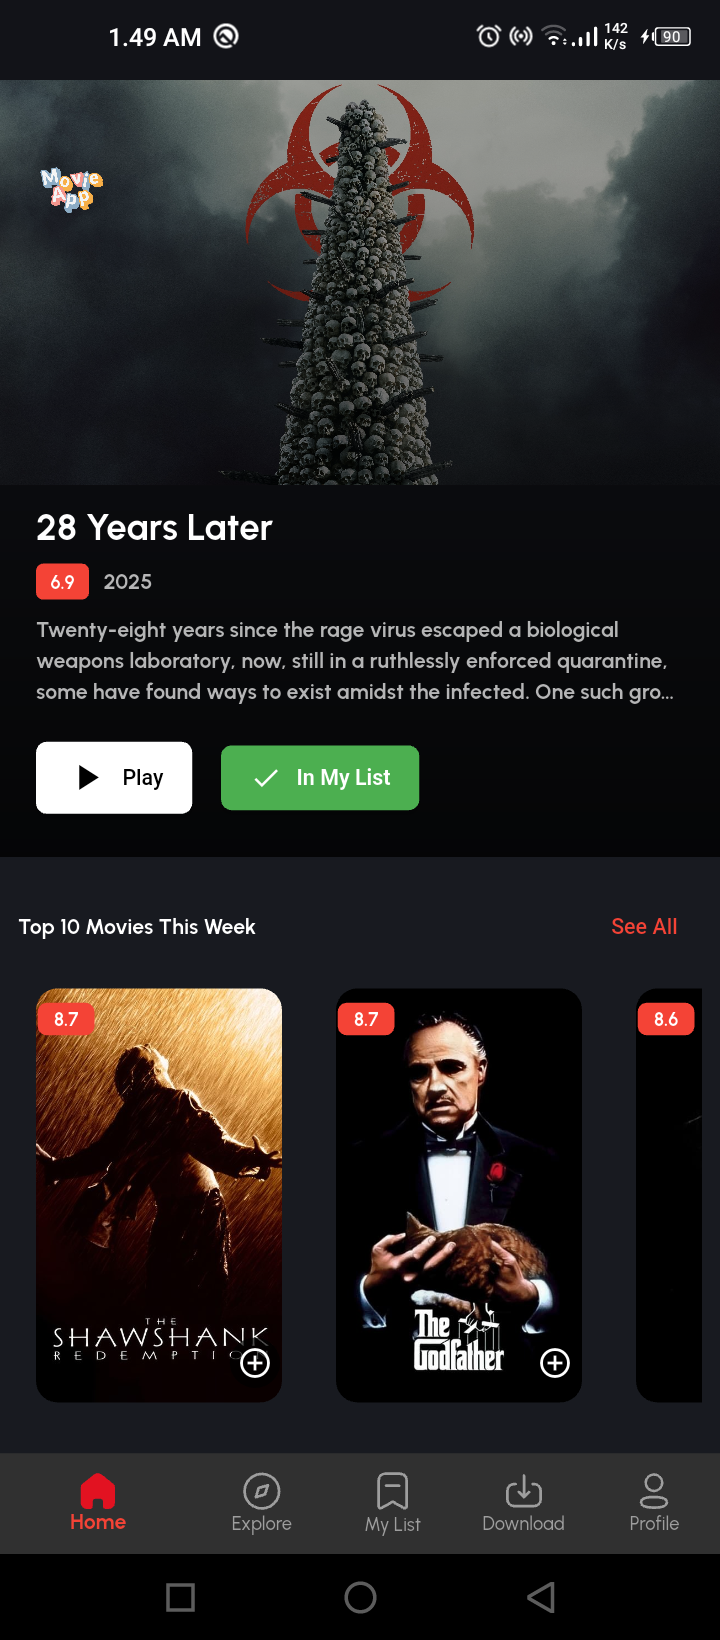 1.49 AM
142
K/s
90
Movie
App
28 Years Later
6.9 2025
Twenty-eight years since the rage virus escaped a biological
weapons laboratory, now, still in a ruthlessly enforced quarantine,
some have found ways to exist amidst the infected. One such gro...
Play
In My List
Top 10 Movies This Week
See All
8.7
THE
SHAWSHANK
REDEMPTIO
8.7
The
Godfather
8.6
Home
Explore
My List
Download
Profile